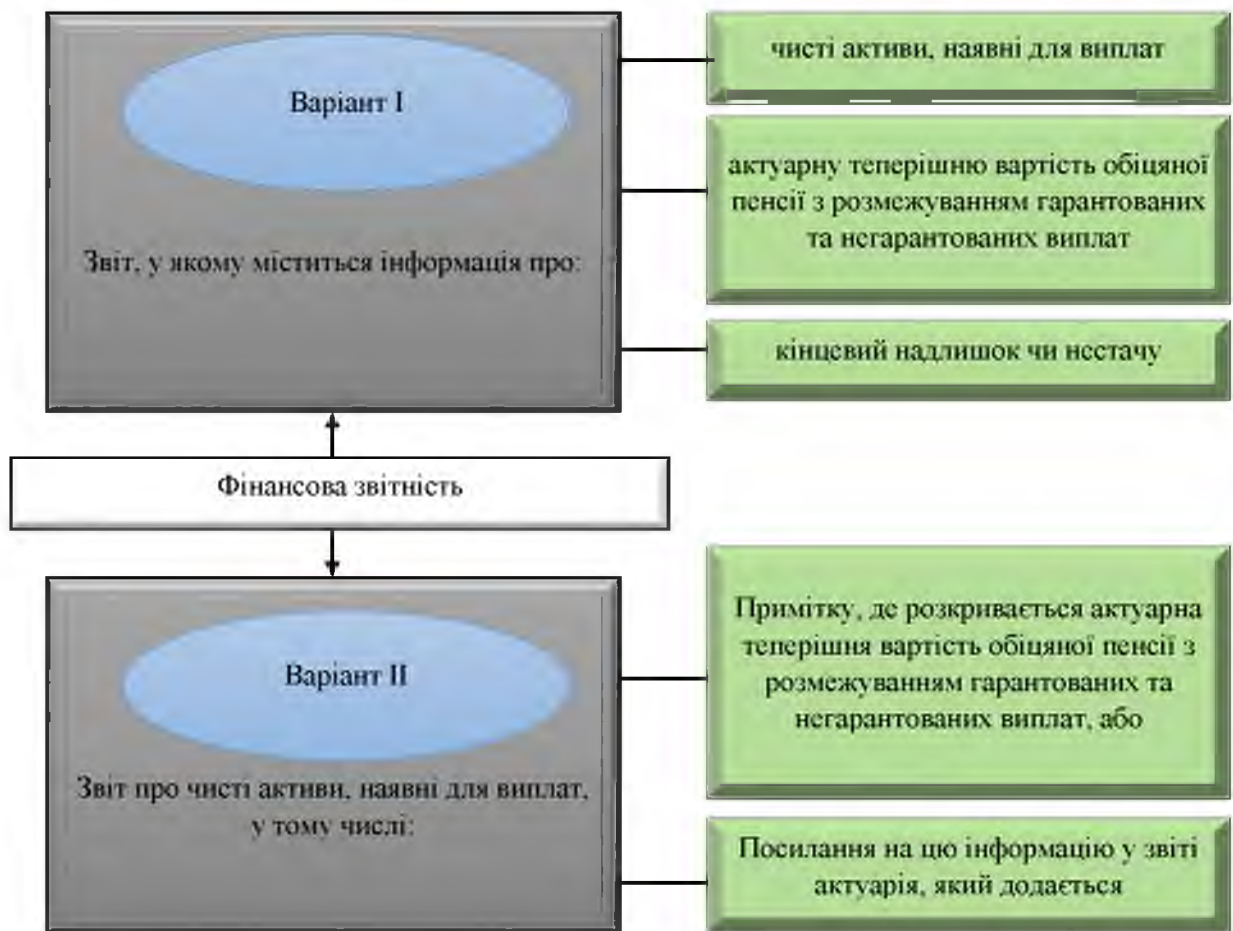 Варіант І
Звіт, у якому міститься інформація про:
чисті активи, наявні для виплат
актуарну теперішню вартість обіцяної
пенсії з розмежуванням гарантованих
та негарантованих виплат
кінцевий надлишок чи нестачу
Фінансова звітність
Варіант ІІ
Звіт про чисті активи, наявні для виплат,
у тому числі:
Примітку, де розкривається актуарна
теперішня вартість обіцяної пенсії з
розмежуванням гарантованих та
негарантованих виплат, або
Посилання на цю інформацію у звіті
актуарія, який додається